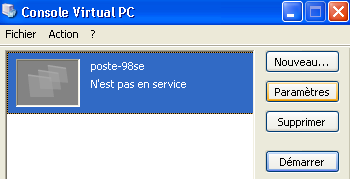 Console Virtual PC
Fichier Action ?
poste-98se
N'est pas en service
Nouveau...
Paramètres
Supprimer
Démarrer